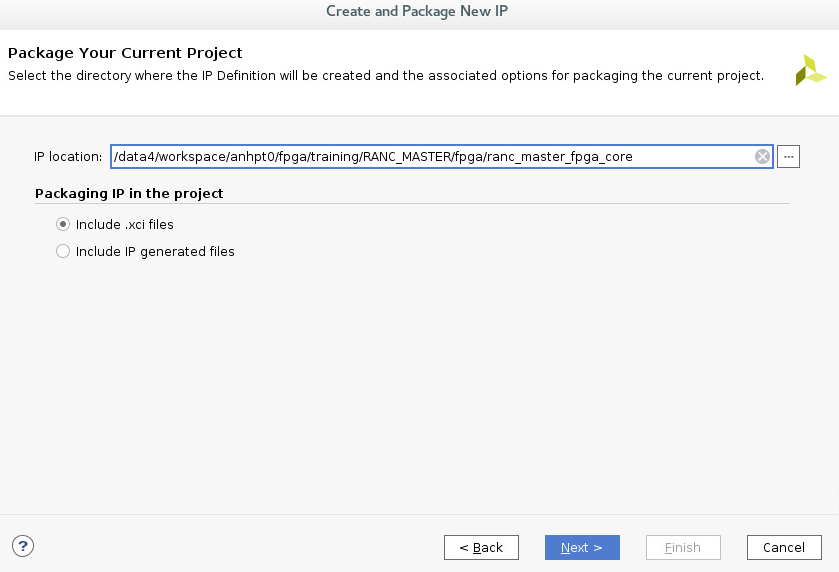 Create and Package New IP
Package Your Current Project
Select the directory where the IP Definition will be created and the associated options for packaging the current project.
IP location: /data4/workspace/anhpt0/fpga/training/RANC_MASTER/fpga/ranc_master_fpga_core ...
Packaging IP in the project
Include .xci files
Include IP generated files
? < Back Next > Finish Cancel